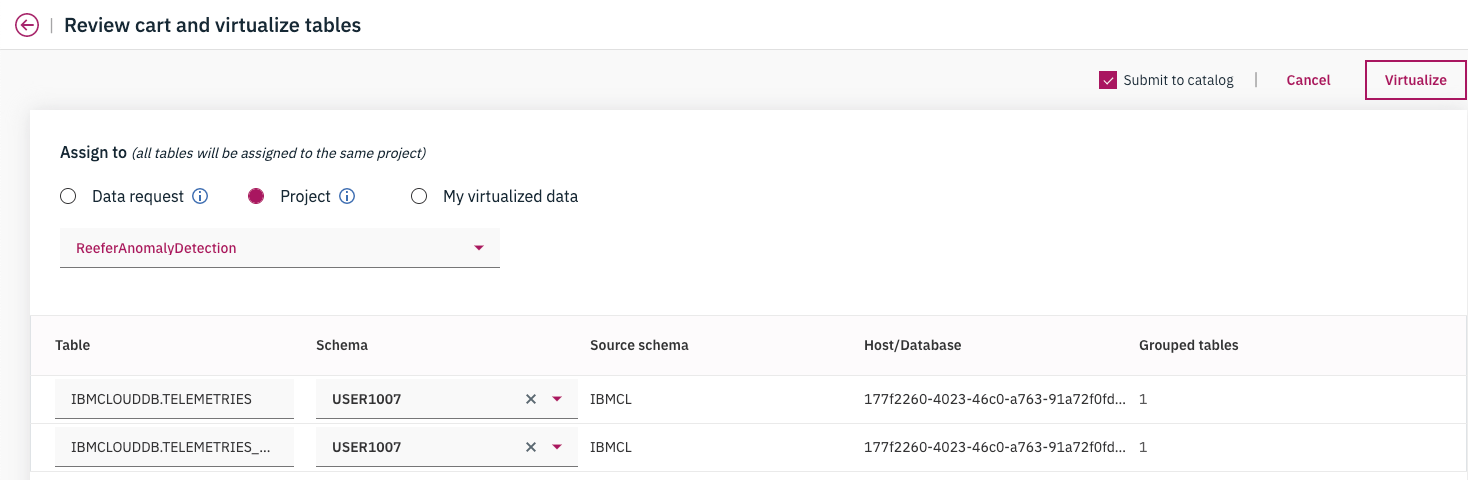 Review cart and virtualize tables
Submit to catalog | Cancel Virtualize
Assign to (all tables will be assigned to the same project)
Data request Project My virtualized data
ReeferAnomalyDetection
Table Schema Source schema Host/Database Grouped tables
IBMCLOUDDB.TELEMETRIES USER1007 IBMCL 177f2260-4023-46c0-a763-91a72f0fd... 1
IBMCLOUDDB.TELEMETRIES_... USER1007 IBMCL 177f2260-4023-46c0-a763-91a72f0fd... 1